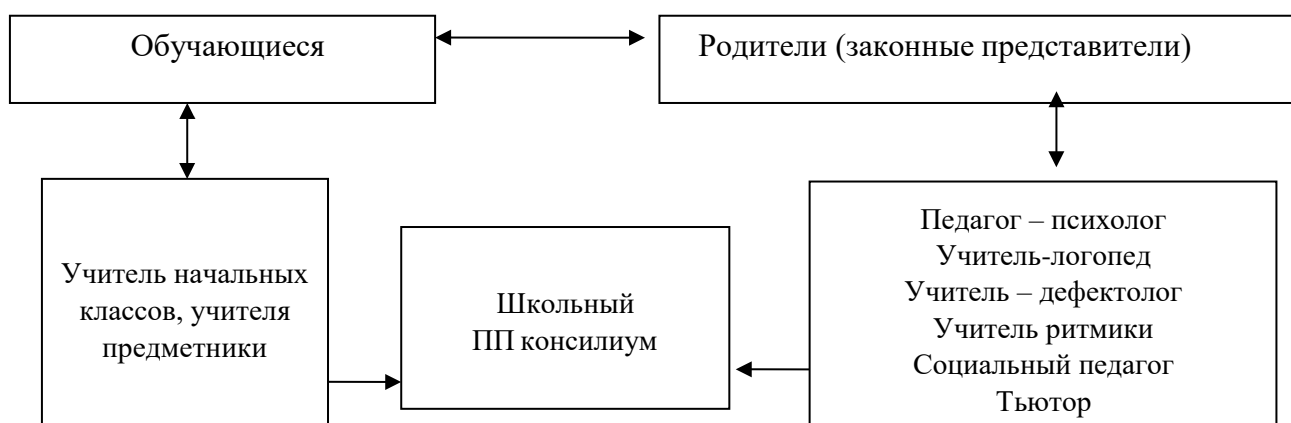 Обучающиеся
Родители (законные представители)
Учитель начальных
классов, учителя
предметники
Школьный
ПП консилиум
Педагог – психолог
Учитель-логопед
Учитель – дефектолог
Учитель ритмики
Социальный педагог
Тьютор